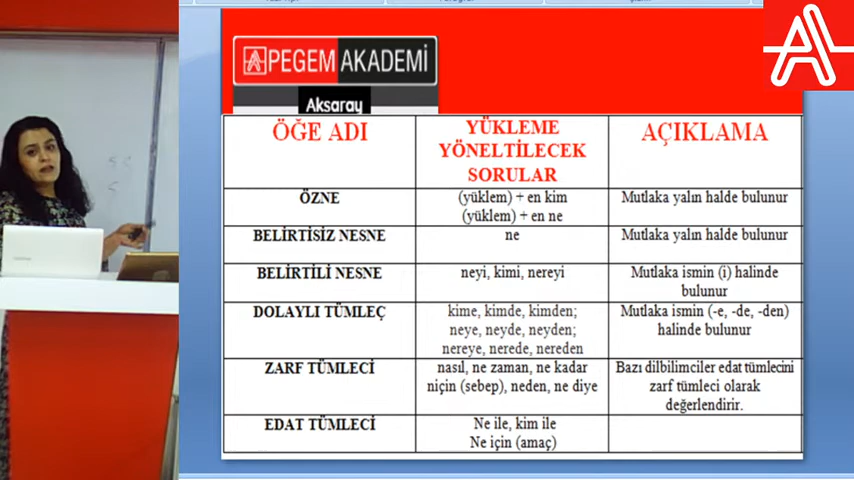 PEGEM AKADEMİ
Aksaray
ÖĞE ADI
YÜKLEME
YÖNELTİLECEK
SORULAR
AÇIKLAMA
ÖZNE
(yüklem) + en kim
(yüklem) + en ne
Mutlaka yalın halde bulunur
BELİRTİSİZ NESNE
ne
Mutlaka yalın halde bulunur
BELİRTİLİ NESNE
neyi, kimi, nereyi
Mutlaka ismin (i) halinde
bulunur
DOLAYLI TÜMLEÇ
kime, kimde, kimden;
neye, neyde, neyden;
nereye, nerede, nereden
Mutlaka ismin (-e, -de, -den)
halinde bulunur
ZARF TÜMLECİ
nasıl, ne zaman, ne kadar
niçin (sebep), neden, ne diye
Bazı dilbilimciler edat tümlecini
zarf tümleci olarak
değerlendirir.
EDAT TÜMLECİ
Ne ile, kim ile
Ne için (amaç)